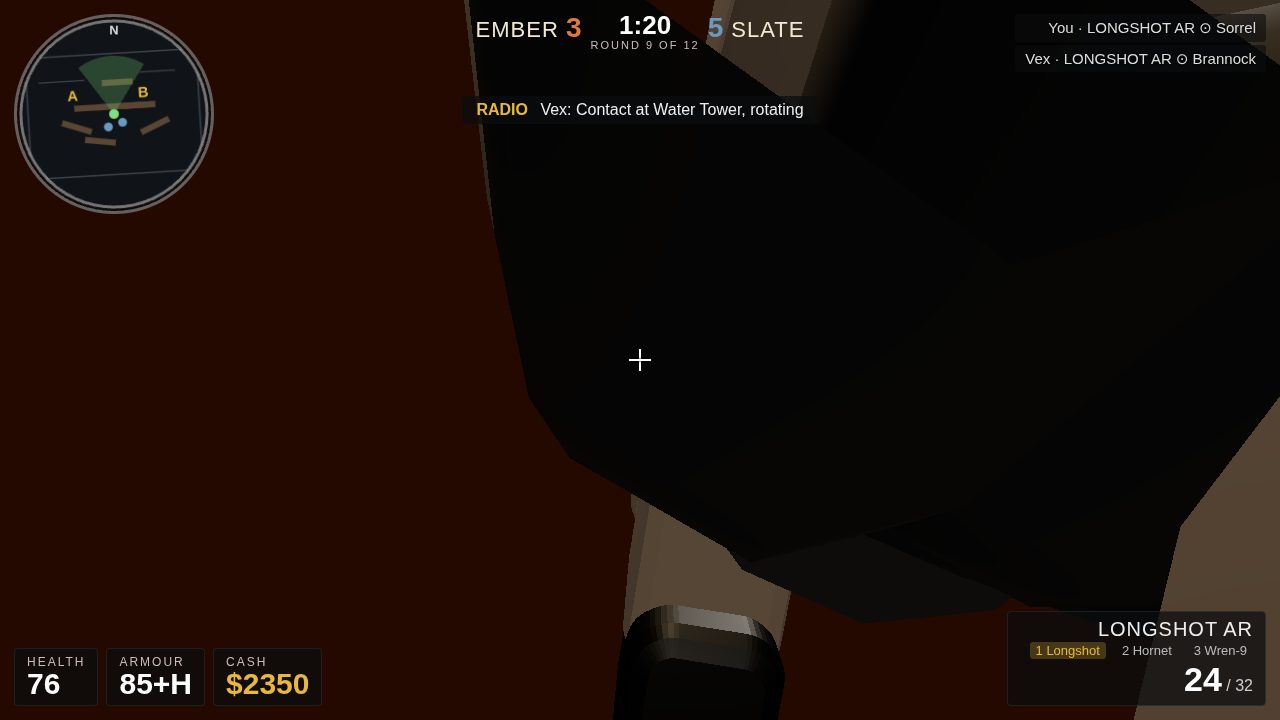 N
A
B
EMBER 3 1:20 5 SLATE
ROUND 9 OF 12
You · LONGSHOT AR ⊙ Sorrel
Vex · LONGSHOT AR ⊙ Brannock
RADIO Vex: Contact at Water Tower, rotating
HEALTH
76
ARMOUR
85+H
CASH
$2350
LONGSHOT AR
1 Longshot 2 Hornet 3 Wren-9
24 / 32